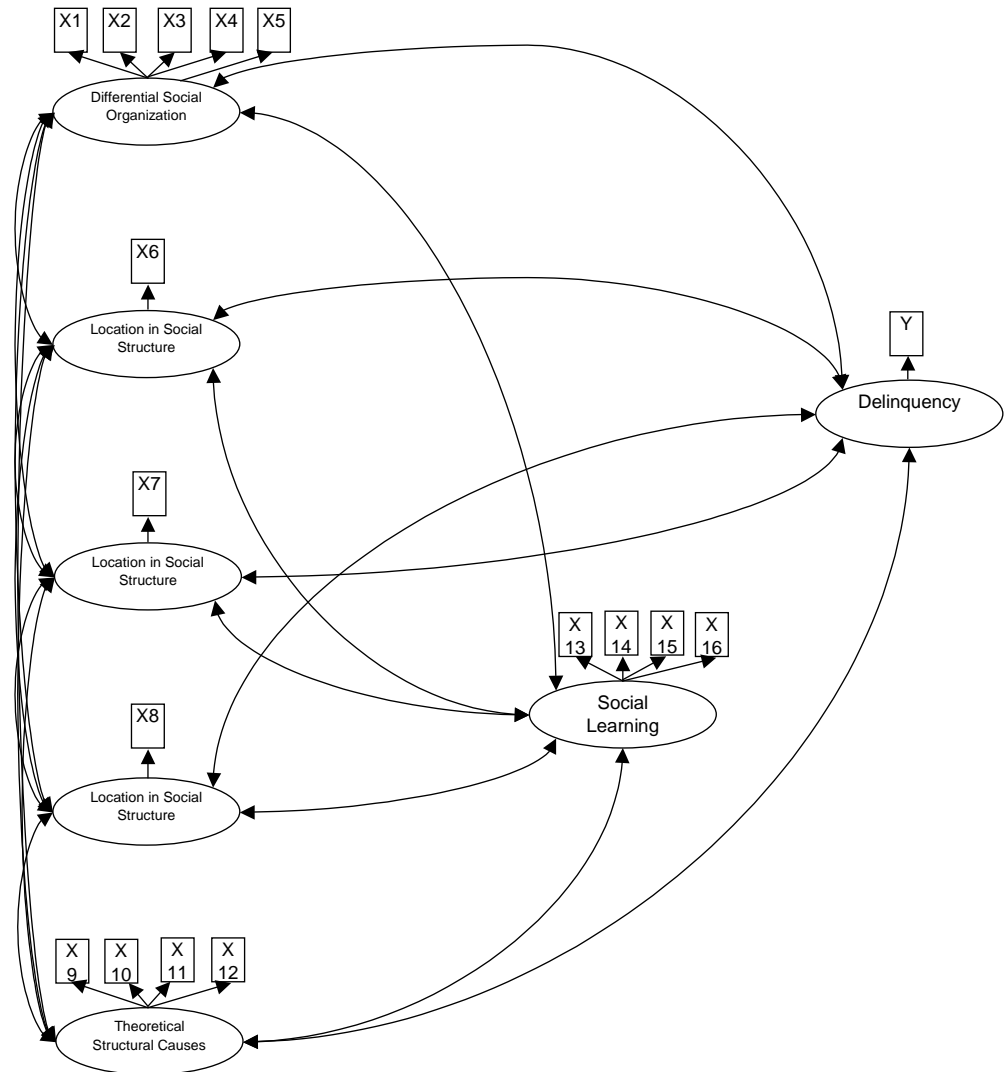 X1 X2 X3 X4 X5
Differential Social
Organization
X6
Location in Social
Structure
Y
Delinquency
X7
Location in Social
Structure
X
13
X
14
X
15
X
16
Social
Learning
X8
Location in Social
Structure
X
9
X
10
X
11
X
12
Theoretical
Structural Causes